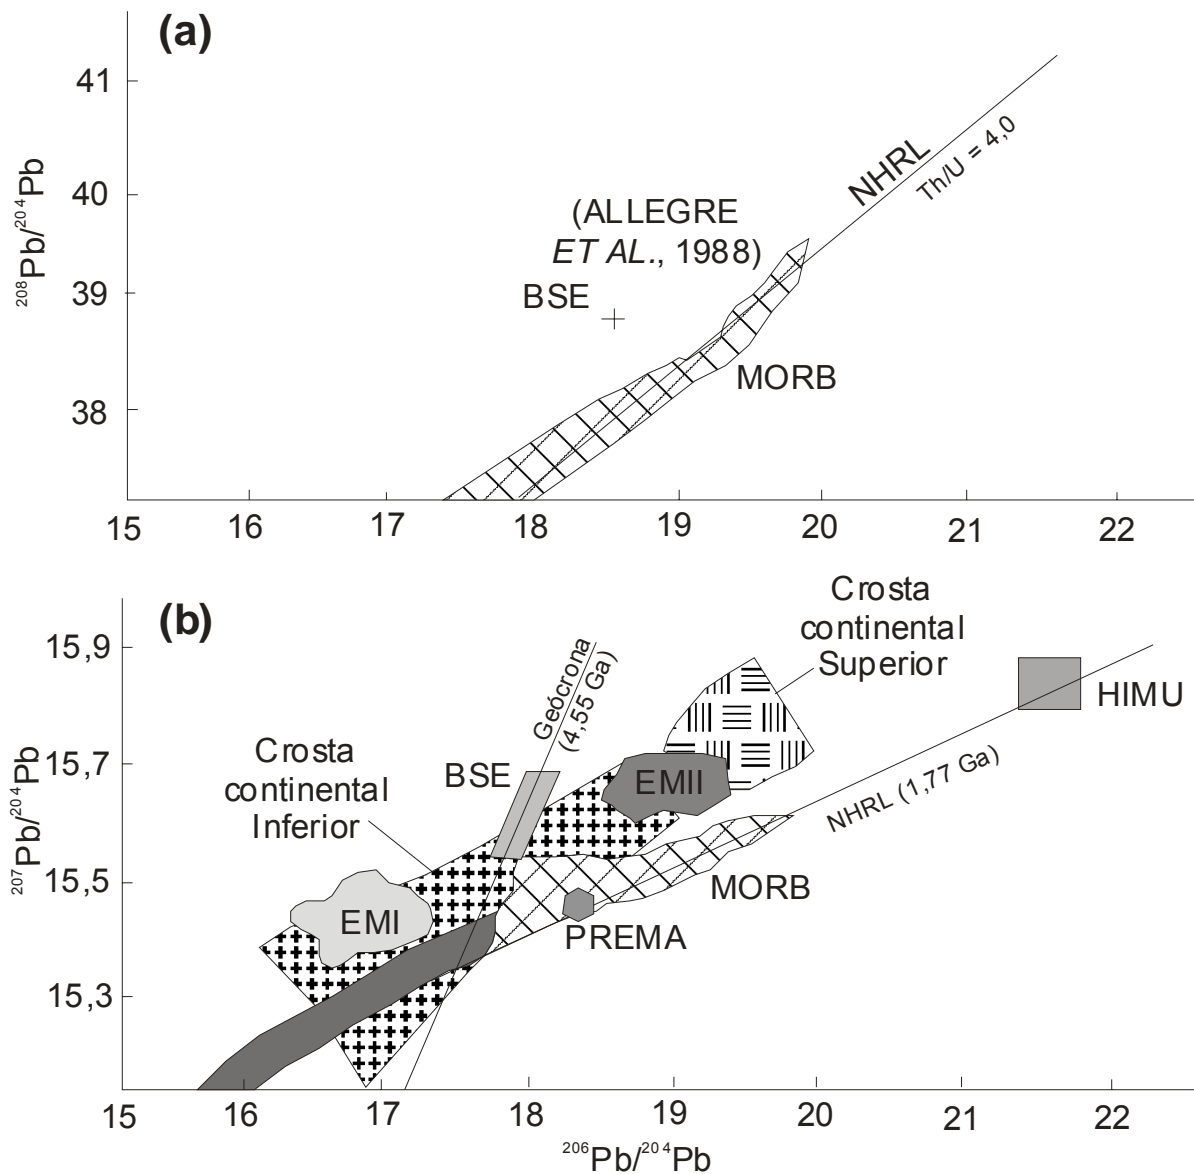 (a)
41
40
39
38
²⁰⁸Pb/²⁰⁴Pb
NHRL
Th/U = 4,0
(ALLEGRE
ET AL., 1988)
BSE
MORB
15 16 17 18 19 20 21 22
(b)
15,9
15,7
15,5
15,3
²⁰⁷Pb/²⁰⁴Pb
Crosta
continental
Superior
Geócrona
(4,55 Ga)
HIMU
Crosta
continental
Inferior
BSE
EMII
NHRL (1,77 Ga)
EMI
MORB
PREMA
15 16 17 18 19 20 21 22
²⁰⁶Pb/²⁰⁴Pb